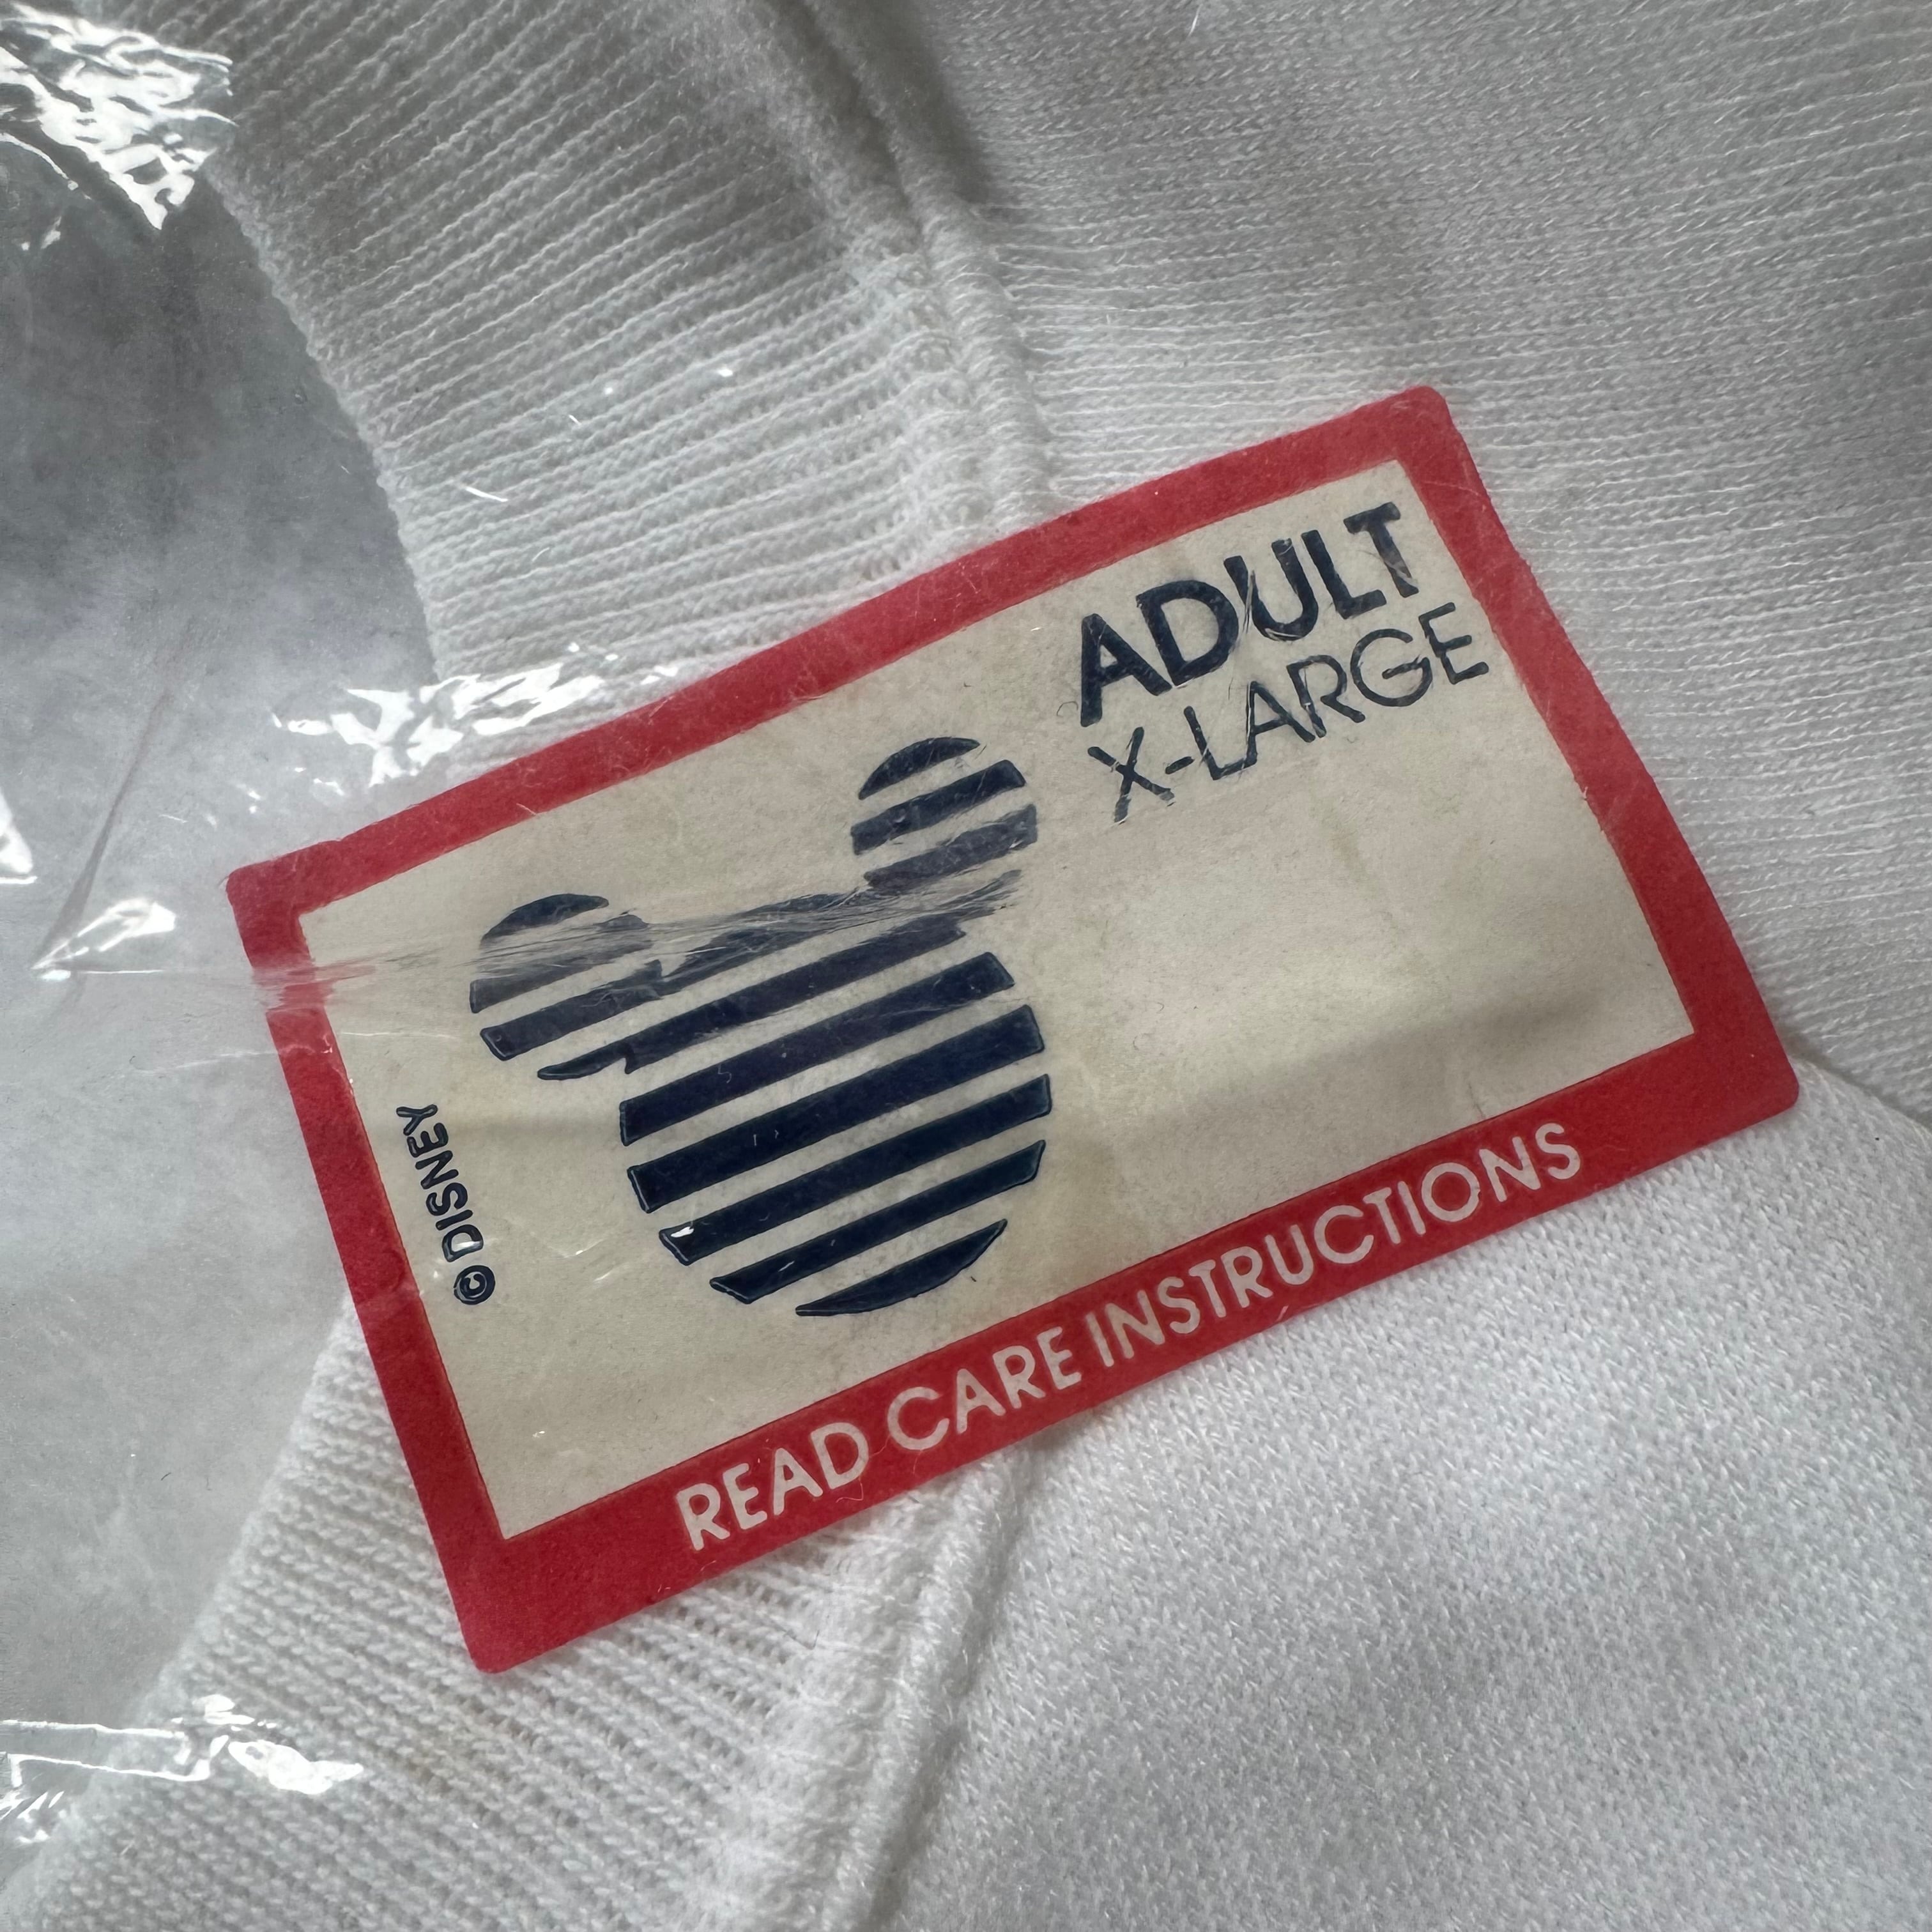 ADULT
X-LARGE
© DISNEY
READ CARE INSTRUCTIONS